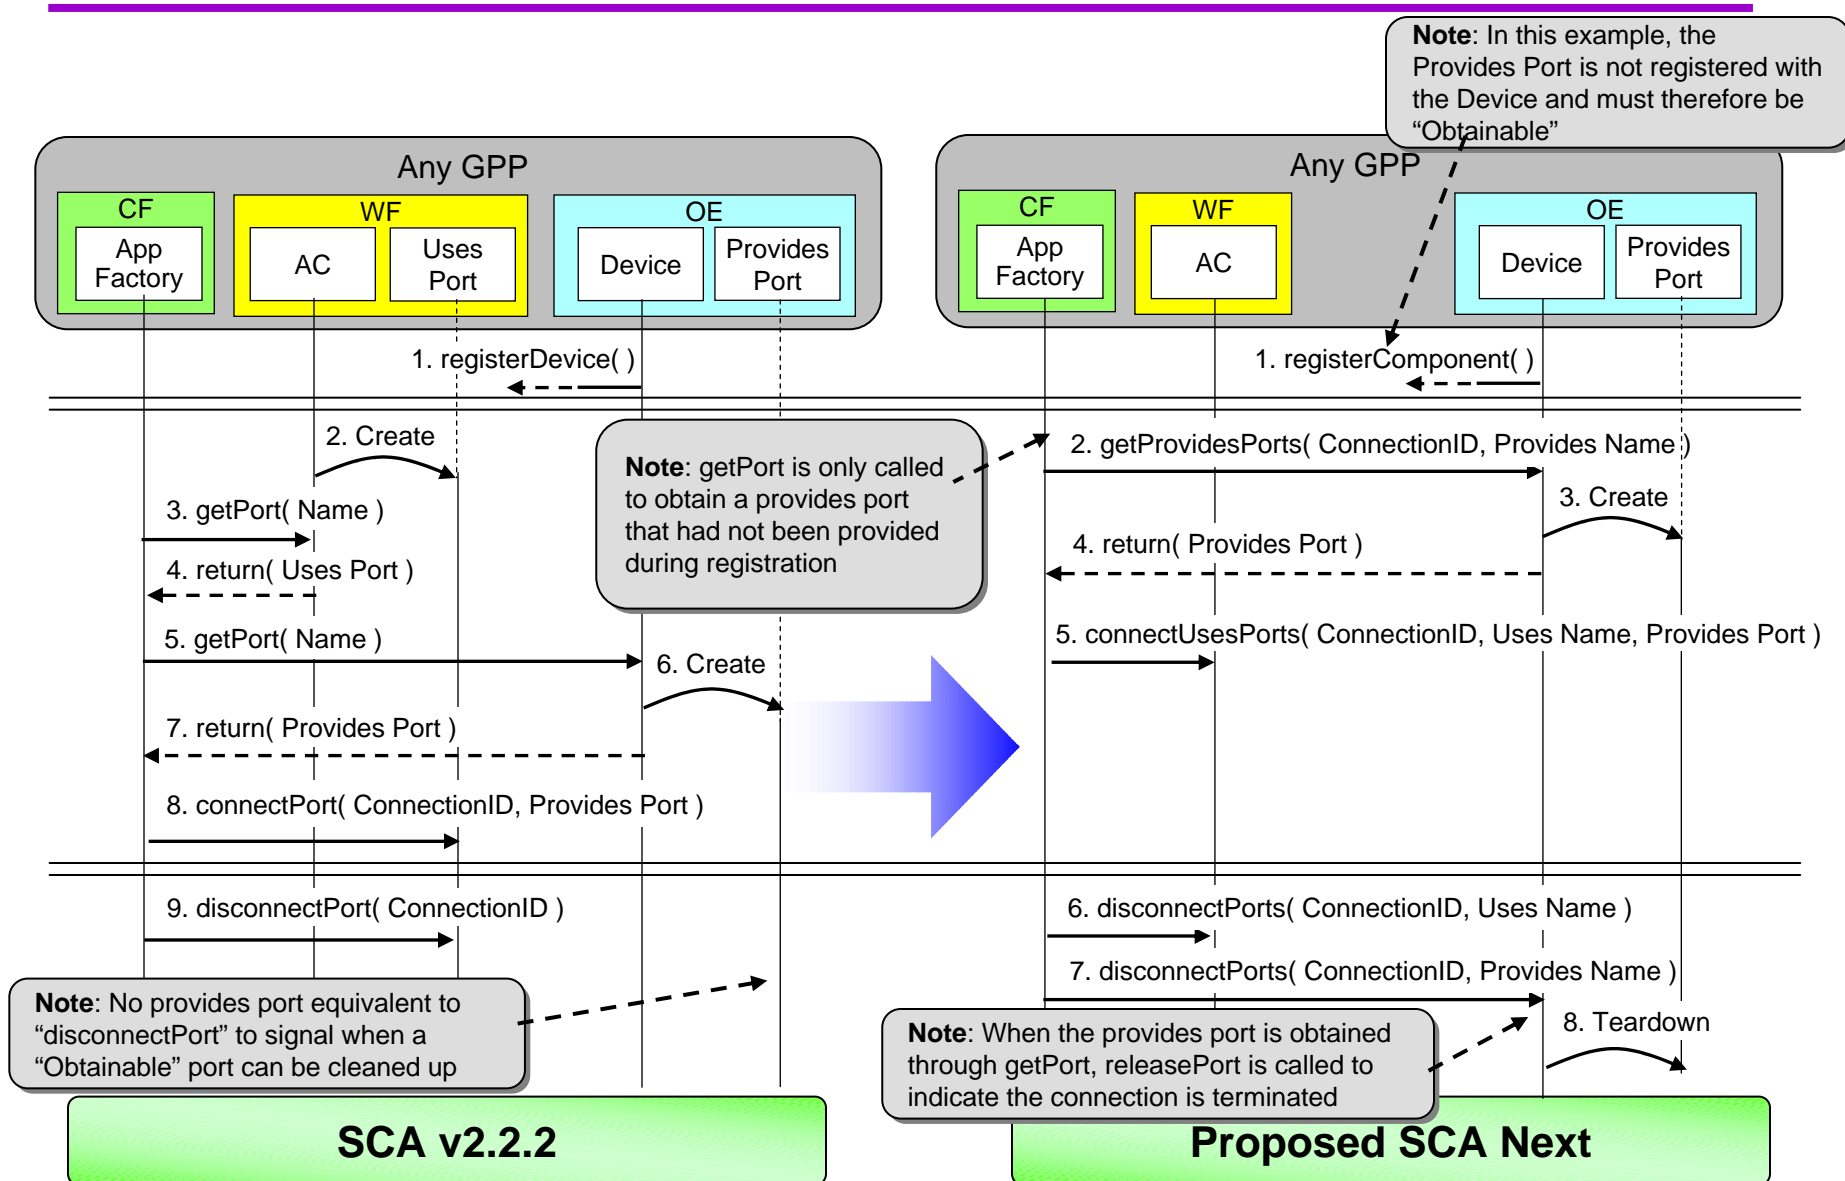 Note: In this example, the
Provides Port is not registered with
the Device and must therefore be
“Obtainable”
Any GPP
CF
App
Factory
WF
AC
Uses
Port
OE
Device
Provides
Port
1. registerDevice( )
2. Create
3. getPort( Name )
4. return( Uses Port )
5. getPort( Name )
6. Create
7. return( Provides Port )
8. connectPort( ConnectionID, Provides Port )
9. disconnectPort( ConnectionID )
Note: No provides port equivalent to
“disconnectPort” to signal when a
“Obtainable” port can be cleaned up
SCA v2.2.2
Note: getPort is only called
to obtain a provides port
that had not been provided
during registration
Any GPP
CF
App
Factory
WF
AC
OE
Device
Provides
Port
1. registerComponent( )
2. getProvidesPorts( ConnectionID, Provides Name )
3. Create
4. return( Provides Port )
5. connectUsesPorts( ConnectionID, Uses Name, Provides Port )
6. disconnectPorts( ConnectionID, Uses Name )
7. disconnectPorts( ConnectionID, Provides Name )
8. Teardown
Note: When the provides port is obtained
through getPort, releasePort is called to
indicate the connection is terminated
Proposed SCA Next